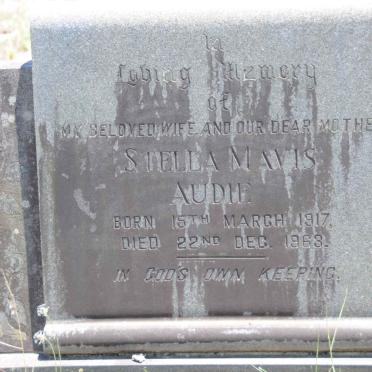 In
Loving Memory
of
MY BELOVED WIFE AND OUR DEAR MOTHE
STELLA MAVIS
AUDIE
BORN 15TH MARCH 1917.
DIED 22ND DEC. 1963.
IN GOD'S OWN KEEPING.